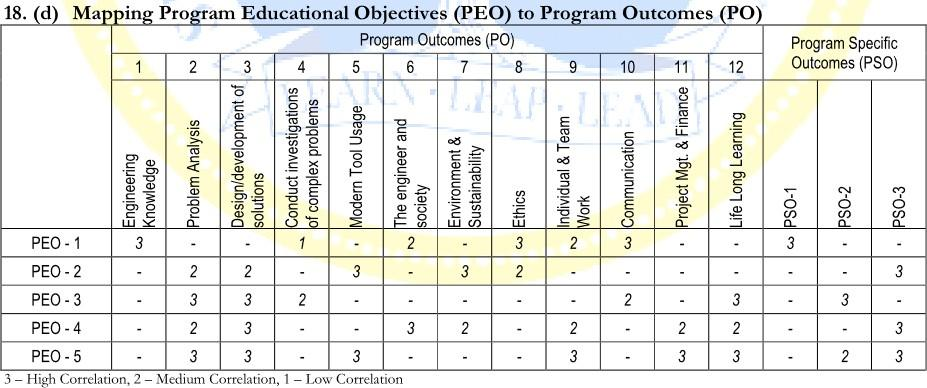 18. (d) Mapping Program Educational Objectives (PEO) to Program Outcomes (PO)
Program Outcomes (PO)
Program Specific
Outcomes (PSO)
1 2 3 4 5 6 7 8 9 10 11 12
Engineering
Knowledge
Problem Analysis
Design/development of
solutions
Conduct investigations
of complex problems
Modern Tool Usage
The engineer and
society
Environment &
Sustainability
Ethics
Individual & Team
Work
Communication
Project Mgt. & Finance
Life Long Learning
PSO-1
PSO-2
PSO-3
LEARN · LEAP · LEAD
PEO - 1 3 - - 1 - 2 - 3 2 3 - - 3 - -
PEO - 2 - 2 2 - 3 - 3 2 - - - - - - 3
PEO - 3 - 3 3 2 - - - - - 2 - 3 - 3 -
PEO - 4 - 2 3 - - 3 2 - 2 - 2 2 - - 3
PEO - 5 - 3 3 - 3 - - - 3 - 3 3 - 2 3
3 – High Correlation, 2 – Medium Correlation, 1 – Low Correlation